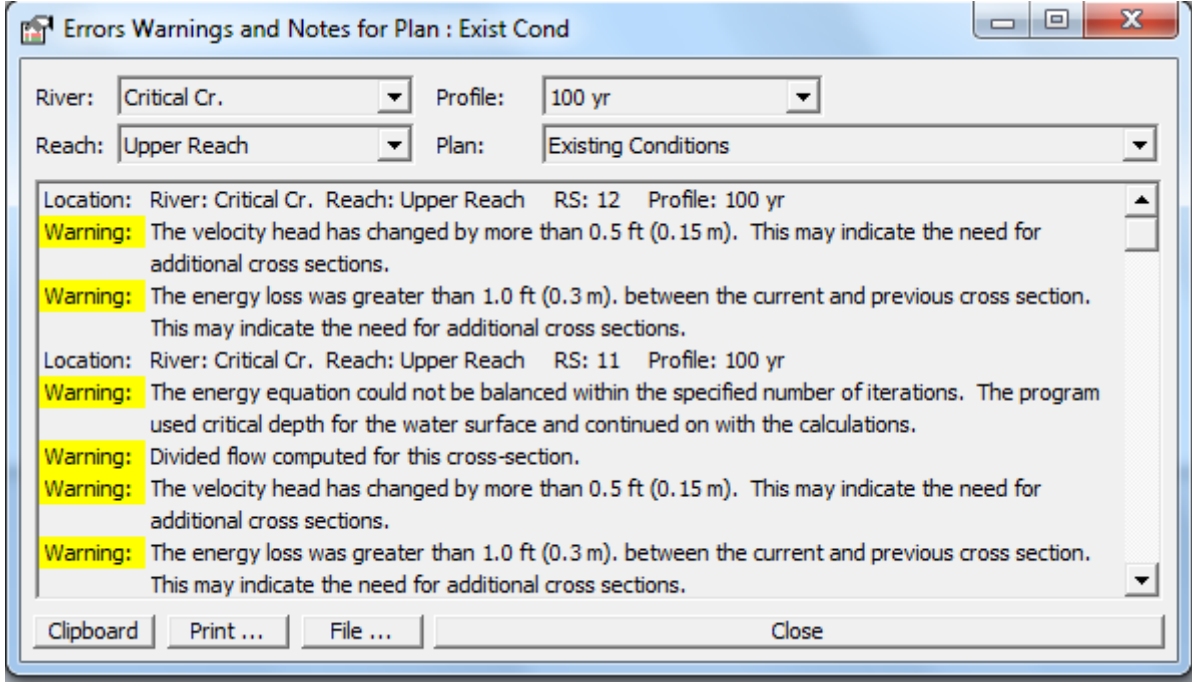 Errors Warnings and Notes for Plan : Exist Cond
River: Critical Cr. Profile: 100 yr
Reach: Upper Reach Plan: Existing Conditions
Location: River: Critical Cr. Reach: Upper Reach RS: 12 Profile: 100 yr
Warning: The velocity head has changed by more than 0.5 ft (0.15 m). This may indicate the need for
additional cross sections.
Warning: The energy loss was greater than 1.0 ft (0.3 m). between the current and previous cross section.
This may indicate the need for additional cross sections.
Location: River: Critical Cr. Reach: Upper Reach RS: 11 Profile: 100 yr
Warning: The energy equation could not be balanced within the specified number of iterations. The program
used critical depth for the water surface and continued on with the calculations.
Warning: Divided flow computed for this cross-section.
Warning: The velocity head has changed by more than 0.5 ft (0.15 m). This may indicate the need for
additional cross sections.
Warning: The energy loss was greater than 1.0 ft (0.3 m). between the current and previous cross section.
This may indicate the need for additional cross sections.
Clipboard Print ... File ... Close